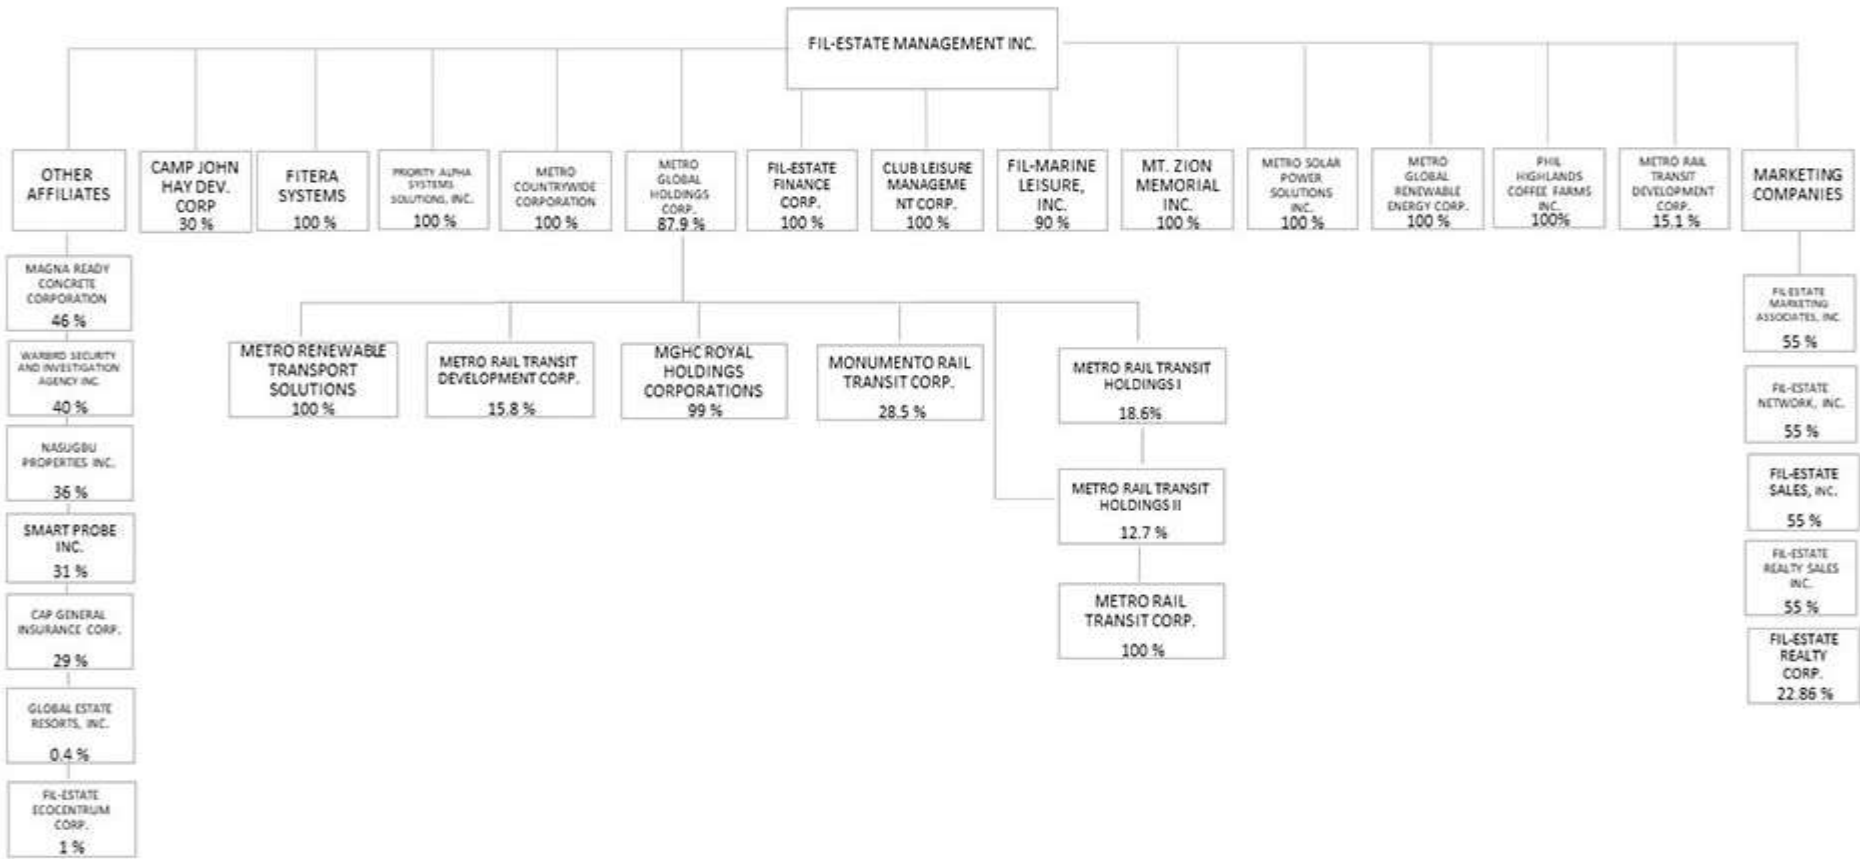 FIL-ESTATE MANAGEMENT INC.
OTHER
AFFILIATES
CAMP JOHN
HAY DEV.
CORP
30 %
FITERA
SYSTEMS
100 %
PRIORITY ALPHA
SYSTEMS
SOLUTIONS, INC.
100 %
METRO
COUNTRYWIDE
CORPORATION
100 %
METRO
GLOBAL
HOLDINGS
CORP.
87.9 %
FIL-ESTATE
FINANCE
CORP.
100 %
CLUB LEISURE
MANAGEME
NT CORP.
100 %
FIL-MARINE
LEISURE,
INC.
90 %
MT. ZION
MEMORIAL
INC.
100 %
METRO SOLAR
POWER
SOLUTIONS
INC.
100 %
METRO
GLOBAL
RENEWABLE
ENERGY CORP.
100 %
PHIL
HIGHLANDS
COFFEE FARMS
INC.
100%
METRO RAIL
TRANSIT
DEVELOPMENT
CORP.
15.1 %
MARKETING
COMPANIES
MAGNA READY
CONCRETE
CORPORATION
46 %
WARBIRD SECURITY
AND INVESTIGATION
AGENCY INC.
40 %
NASUGBU
PROPERTIES INC.
36 %
SMART PROBE
INC.
31 %
CAP GENERAL
INSURANCE CORP.
29 %
GLOBAL ESTATE
RESORTS, INC.
0.4 %
FIL-ESTATE
ECOCENTRUM
CORP.
1 %
METRO RENEWABLE
TRANSPORT
SOLUTIONS
100 %
METRO RAIL TRANSIT
DEVELOPMENT CORP.
15.8 %
MGHC ROYAL
HOLDINGS
CORPORATIONS
99 %
MONUMENTO RAIL
TRANSIT CORP.
28.5 %
METRO RAIL TRANSIT
HOLDINGS I
18.6%
METRO RAIL TRANSIT
HOLDINGS II
12.7 %
METRO RAIL
TRANSIT CORP.
100 %
FIL-ESTATE
MARKETING
ASSOCIATES, INC.
55 %
FIL-ESTATE
NETWORK, INC.
55 %
FIL-ESTATE
SALES, INC.
55 %
FIL-ESTATE
REALTY SALES
INC.
55 %
FIL-ESTATE
REALTY
CORP.
22.86 %